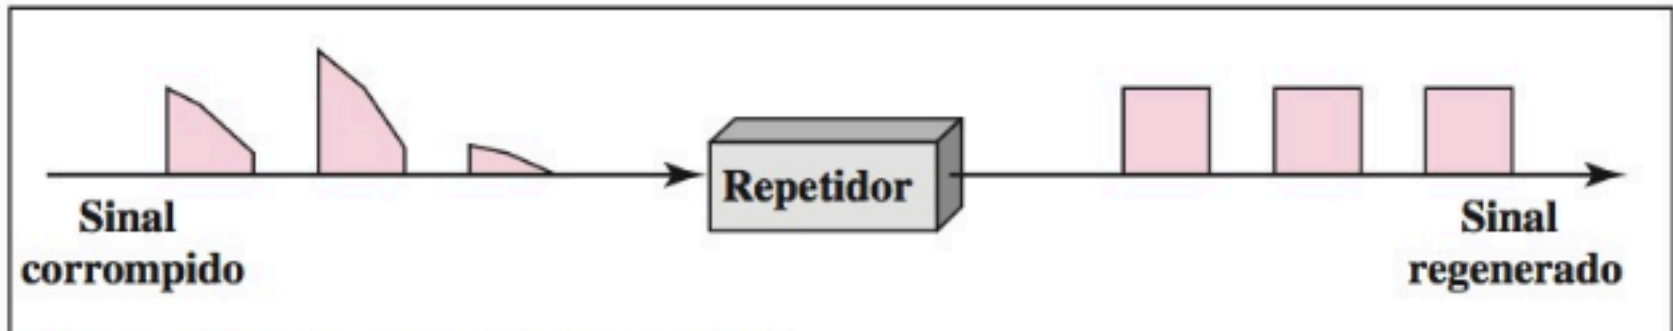 Sinal
corrompido
Repetidor
Sinal
regenerado